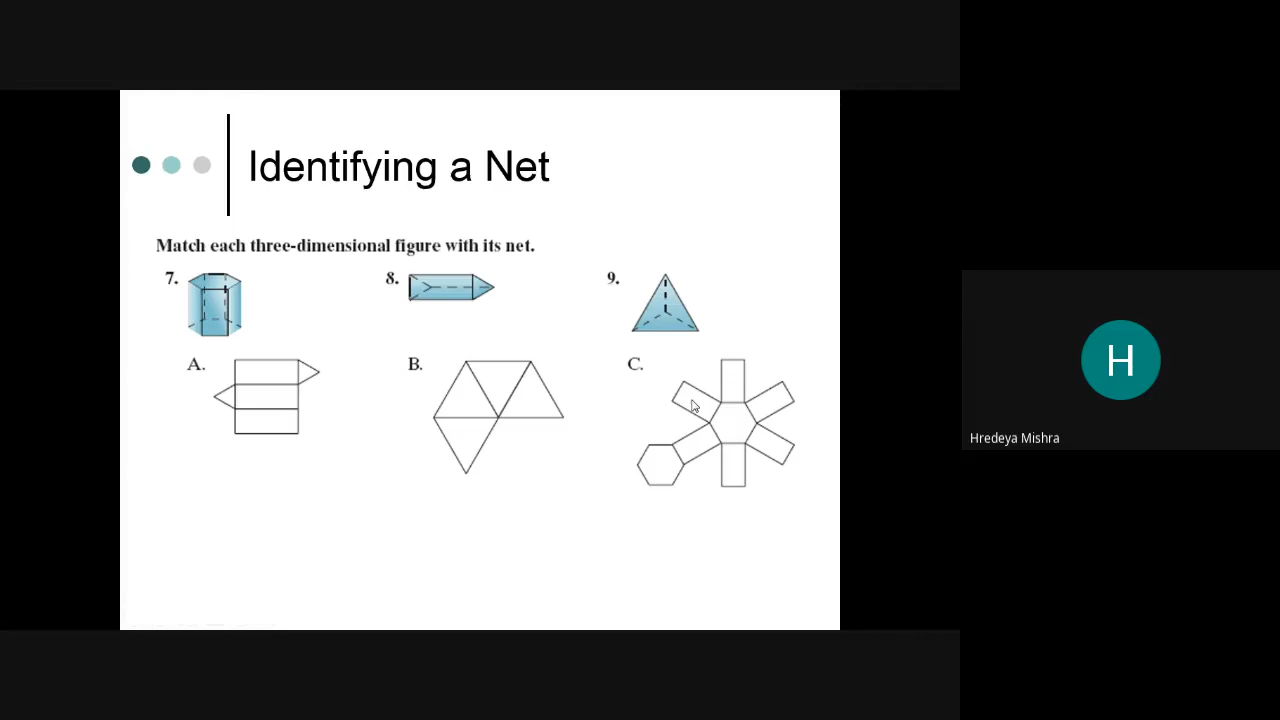 Identifying a Net
Match each three-dimensional figure with its net.
7. 8. 9.
A. B. C.
H
Hredeya Mishra